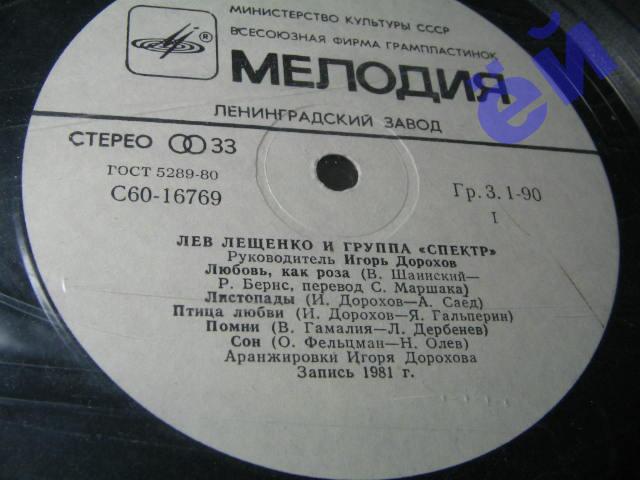 МИНИСТЕРСТВО КУЛЬТУРЫ СССР
ВСЕСОЮЗНАЯ ФИРМА ГРАМПЛАСТИНОК
®
МЕЛОДИЯ
ЛЕНИНГРАДСКИЙ ЗАВОД
СТЕРЕО 33
ГОСТ 5289-80
С60-16769
Гр. 3. 1-90
I
ЛЕВ ЛЕЩЕНКО И ГРУППА «СПЕКТР»
Руководитель Игорь Дорохов
Любовь, как роза (В. Шаинский—
Р. Бернс, перевод С. Маршака)
Листопады (И. Дорохов—А. Саед)
Птица любви (И. Дорохов—Я. Гальперин)
Помни (В. Гамалия—Л. Дербенев)
Сон (О. Фельцман—Н. Олев)
Аранжировки Игоря Дорохова
Запись 1981 г.